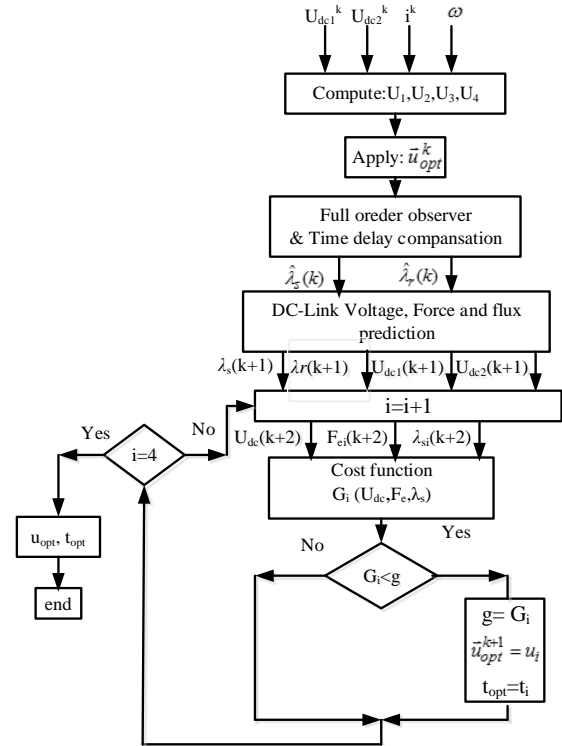 U_dc1^k U_dc2^k i^k ω
Compute:U₁,U₂,U₃,U₄
Apply: u⃗_opt^k
Full oreder observer
& Time delay compansation
λ̂_s(k) λ̂_r(k)
DC-Link Voltage, Force and flux
prediction
λ_s(k+1) λr(k+1) U_dc1(k+1) U_dc2(k+1)
i=i+1
Yes No
U_dc(k+2) F_ei(k+2) λ_si(k+2)
i=4
Cost function
G_i (U_dc,F_e,λ_s)
u_opt, t_opt
No Yes
G_i<g
end
g= G_i
u⃗_opt^k+1 = u_i
t_opt=t_i